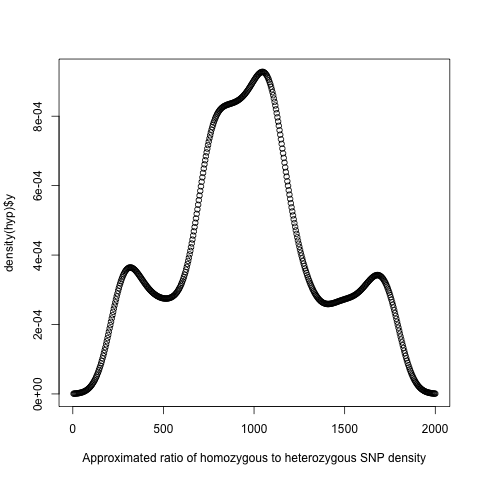 density(hyp)$y
8e-04
6e-04
4e-04
2e-04
0e+00
0 500 1000 1500 2000
Approximated ratio of homozygous to heterozygous SNP density